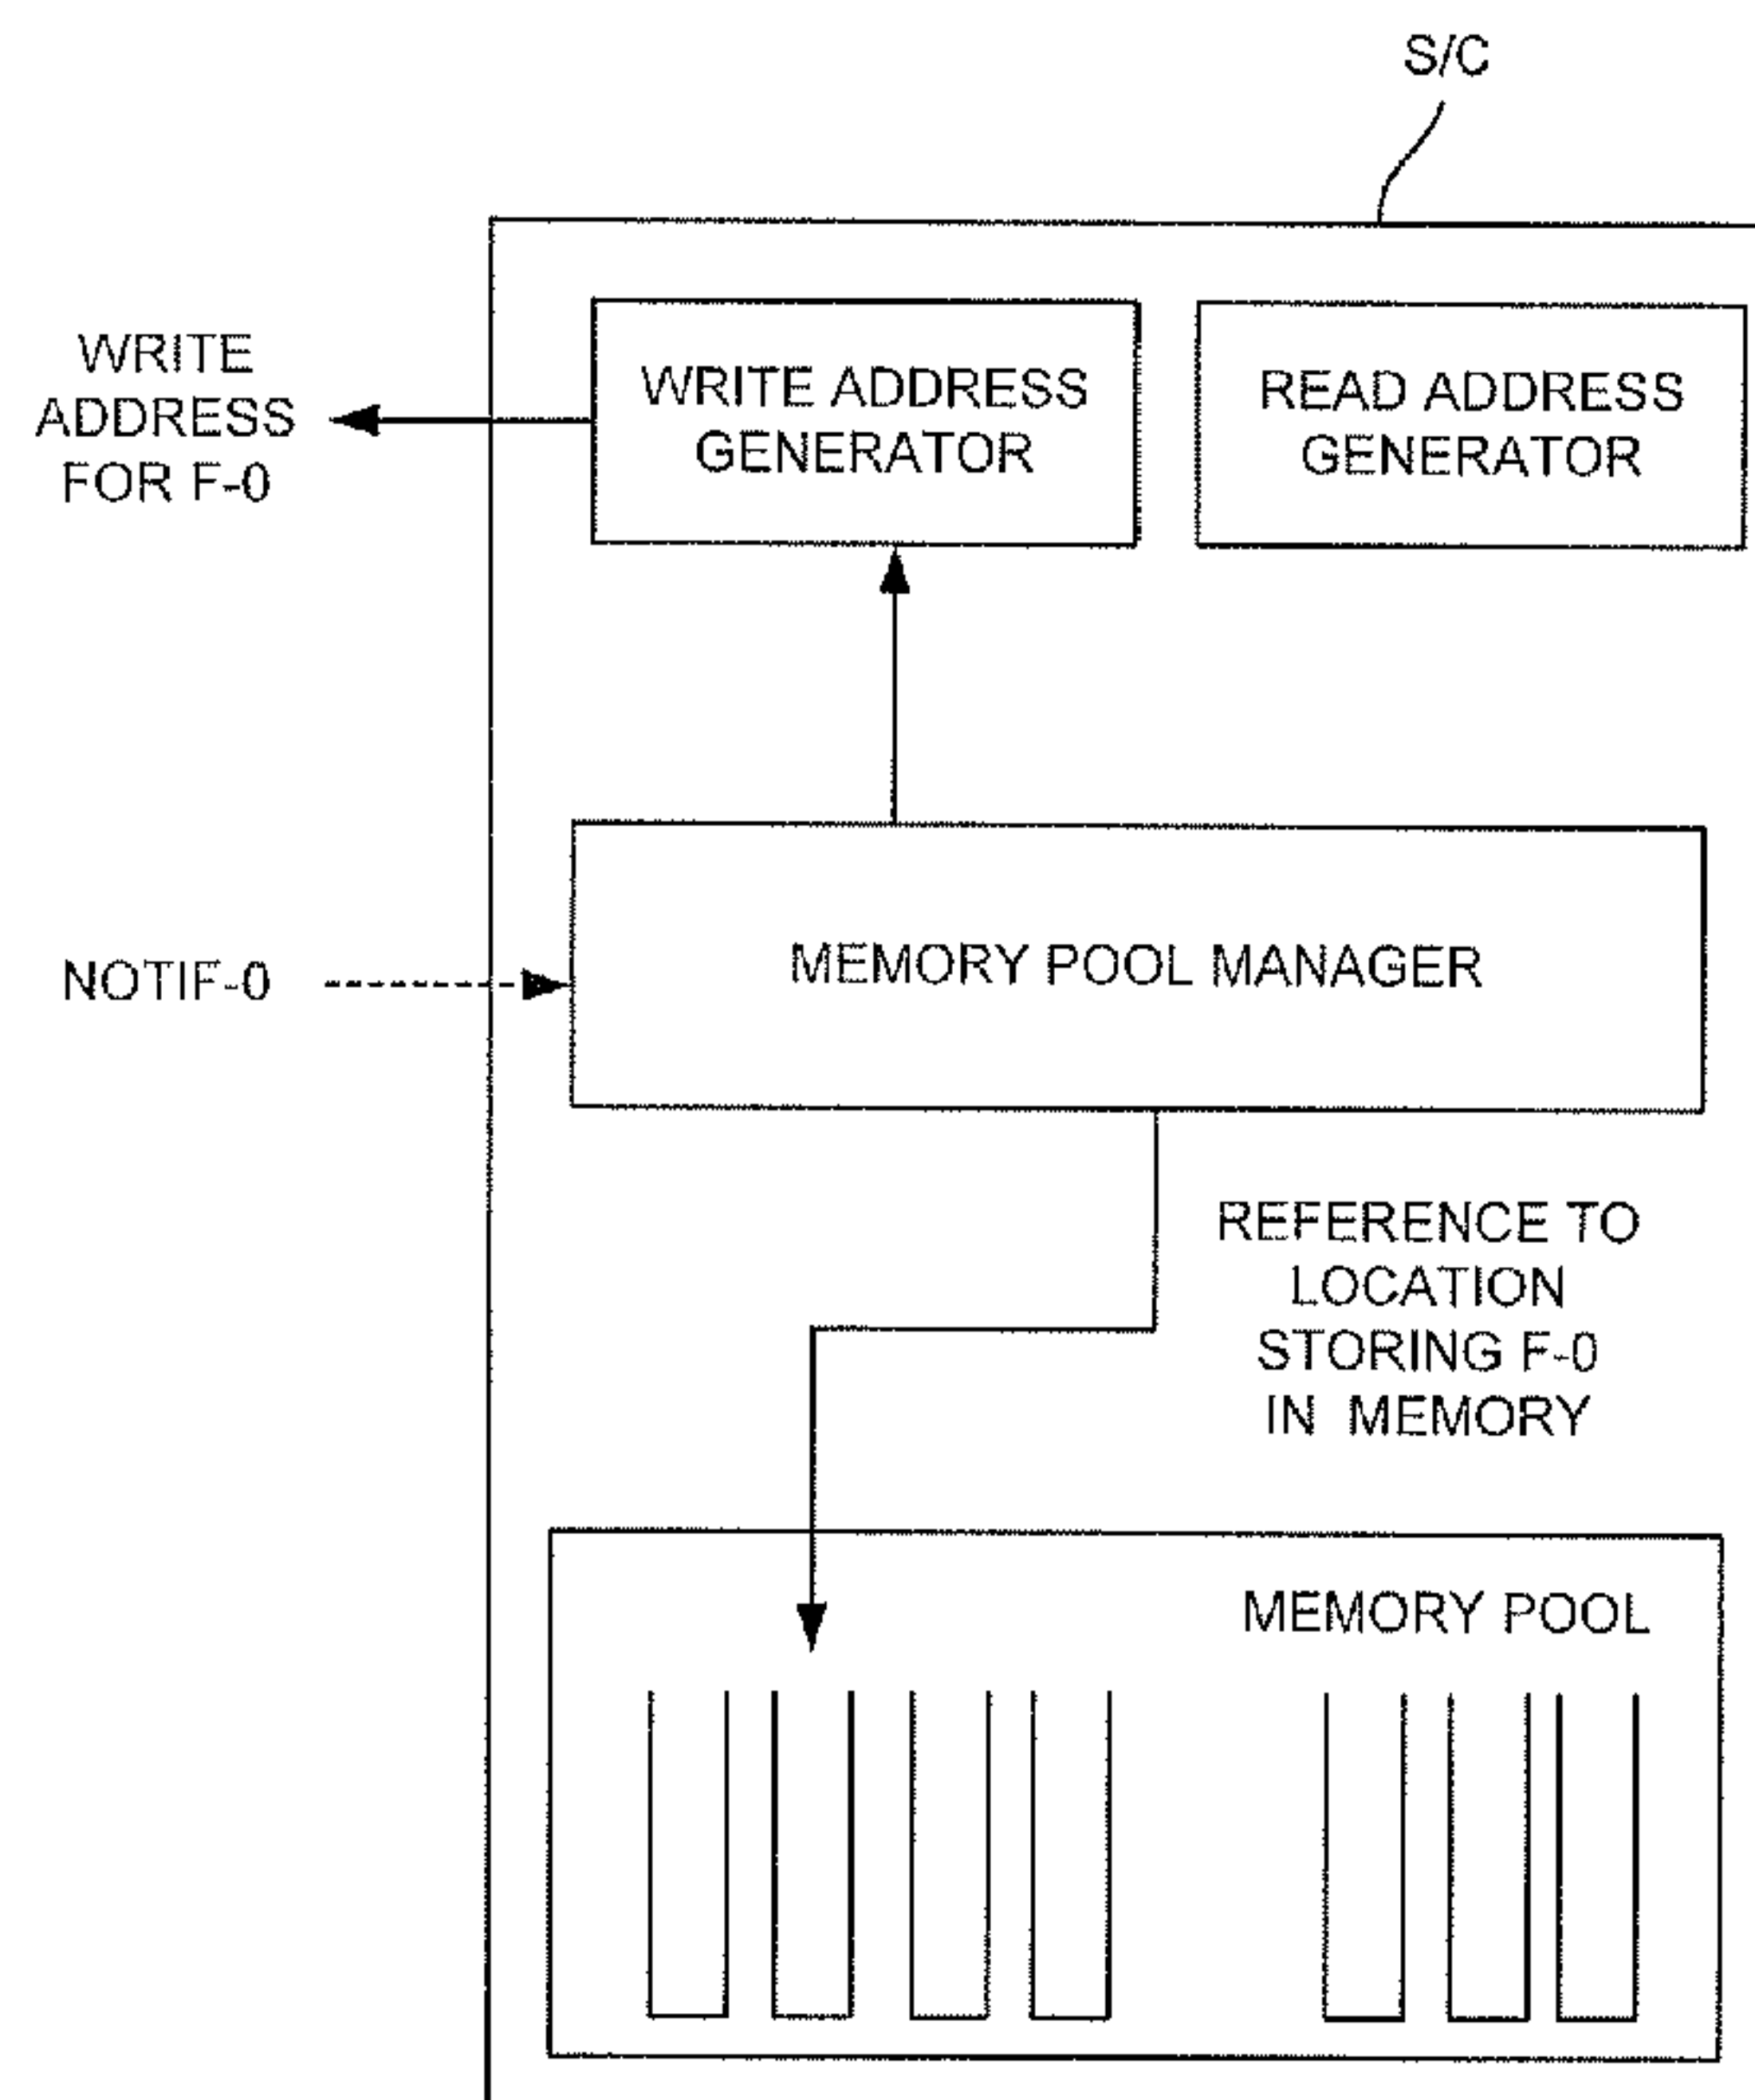 S/C
WRITE
ADDRESS
FOR F-0
WRITE ADDRESS
GENERATOR
READ ADDRESS
GENERATOR
NOTIF-0
MEMORY POOL MANAGER
REFERENCE TO
LOCATION
STORING F-0
IN MEMORY
MEMORY POOL